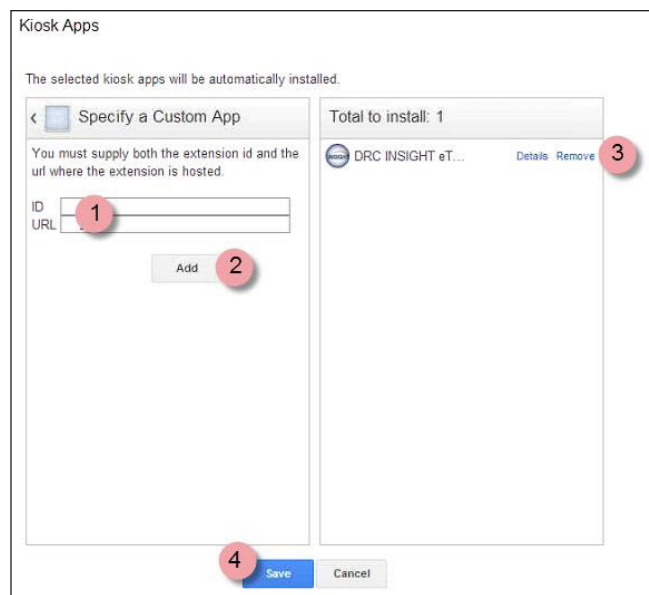 Kiosk Apps
The selected kiosk apps will be automatically installed.
‹ Specify a Custom App
You must supply both the extension id and the
url where the extension is hosted.
ID
1
URL
Add 2
Total to install: 1
INSIGHT DRC INSIGHT eT... Details Remove 3
4 Save Cancel